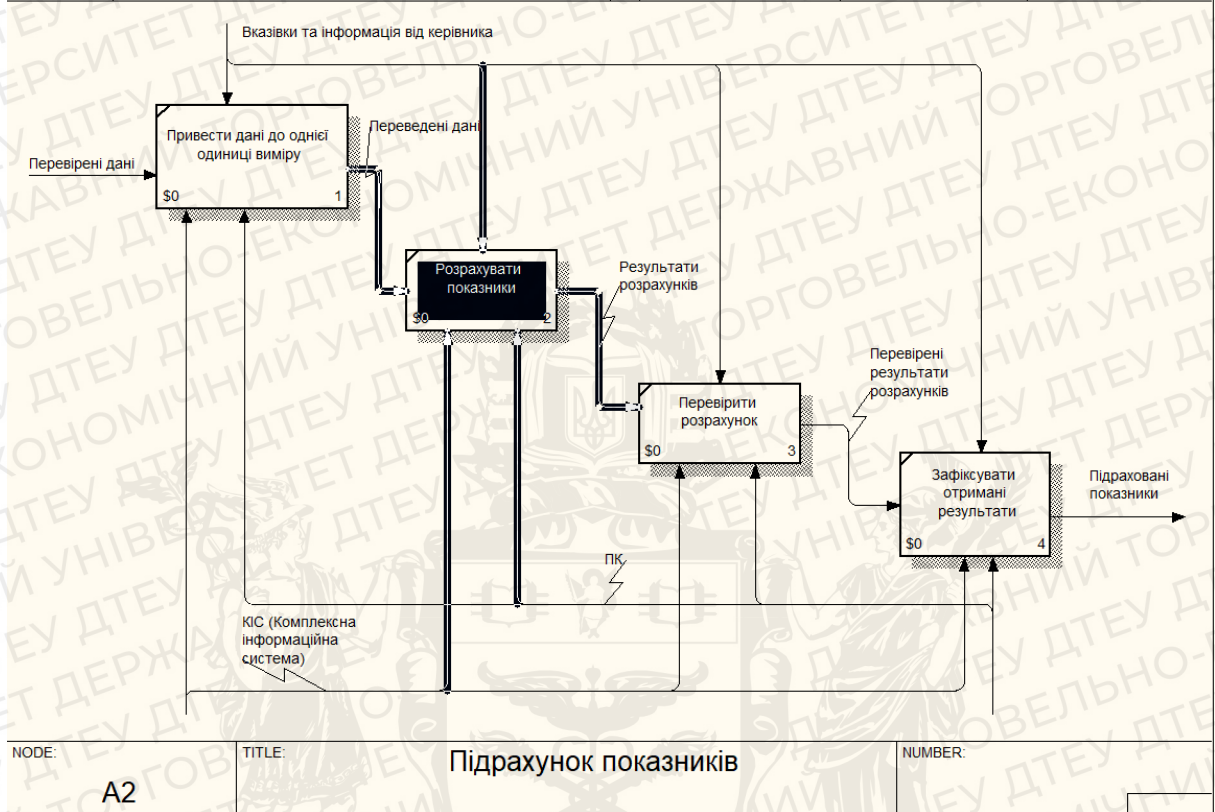 Вказівки та інформація від керівника
Привести дані до однієї
одиниці виміру
$0
1
Перевірені дані
Переведені дані
Розрахувати
показники
$0
2
Результати
розрахунків
Перевірити
розрахунок
$0
3
Перевірені
результати
розрахунків
Зафіксувати
отримані
результати
$0
4
Підраховані
показники
ПК
КІС (Комплексна
інформаційна
система)
NODE:
A2
TITLE:
Підрахунок показників
NUMBER: